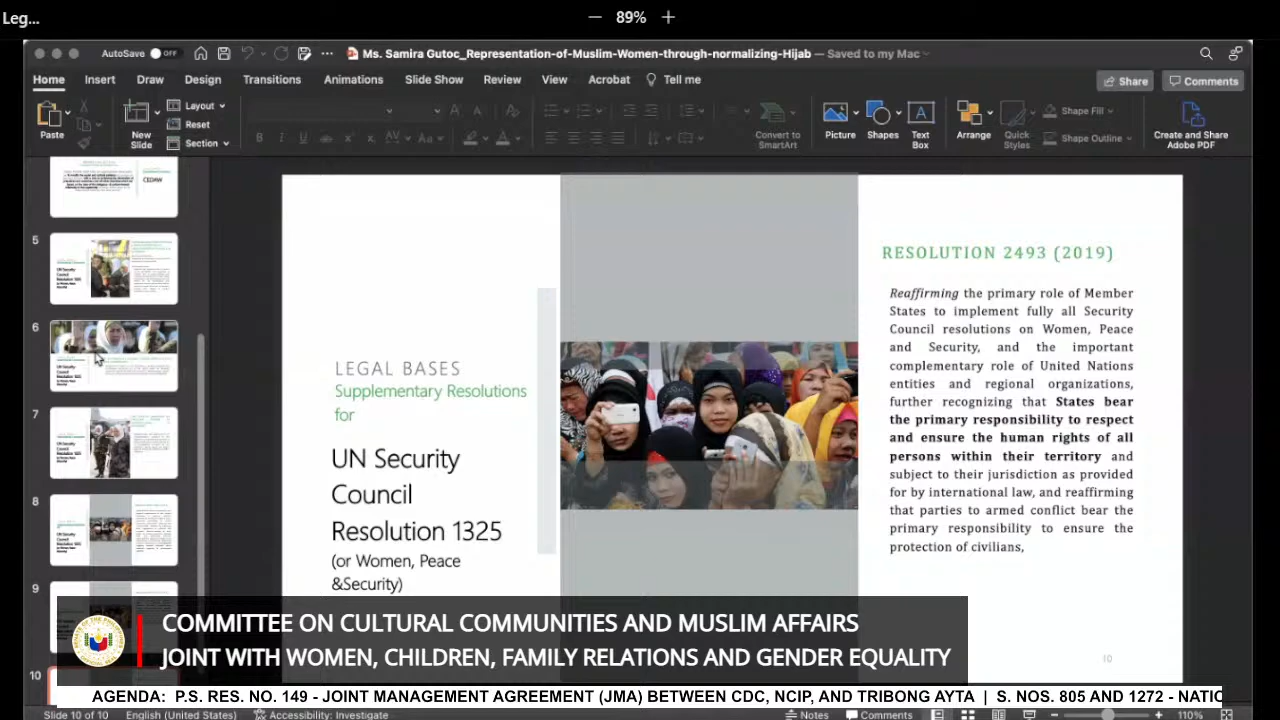 Leg...
89%
AutoSave OFF
Ms. Samira Gutoc_Representation-of-Muslim-Women-through-normalizing-Hijab — Saved to my Mac
Home Insert Draw Design Transitions Animations Slide Show Review View Acrobat Tell me
Share Comments
Paste
New Slide
Layout
Reset
Section
Convert to SmartArt
Picture
Shapes
Text Box
Arrange
Quick Styles
Shape Fill
Shape Outline
Create and Share Adobe PDF
CEDAW
5
UN Security
Council
6
7
8
9
10
LEGAL BASES
Supplementary Resolutions
for
UN Security
Council
Resolution 1325
(or Women, Peace
&Security)
RESOLUTION 2493 (2019)
Reaffirming the primary role of Member
States to implement fully all Security
Council resolutions on Women, Peace
and Security, and the important
complementary role of United Nations
entities and regional organizations,
further recognizing that States bear
the primary responsibility to respect
and ensure the human rights of all
persons within their territory and
subject to their jurisdiction as provided
for by international law, and reaffirming
that parties to armed conflict bear the
primary responsibility to ensure the
protection of civilians,
10
COMMITTEE ON CULTURAL COMMUNITIES AND MUSLIM AFFAIRS
JOINT WITH WOMEN, CHILDREN, FAMILY RELATIONS AND GENDER EQUALITY
AGENDA: P.S. RES. NO. 149 - JOINT MANAGEMENT AGREEMENT (JMA) BETWEEN CDC, NCIP, AND TRIBONG AYTA | S. NOS. 805 AND 1272 - NATIO
Slide 10 of 10 English (United States) Accessibility: Investigate Notes Comments 110%